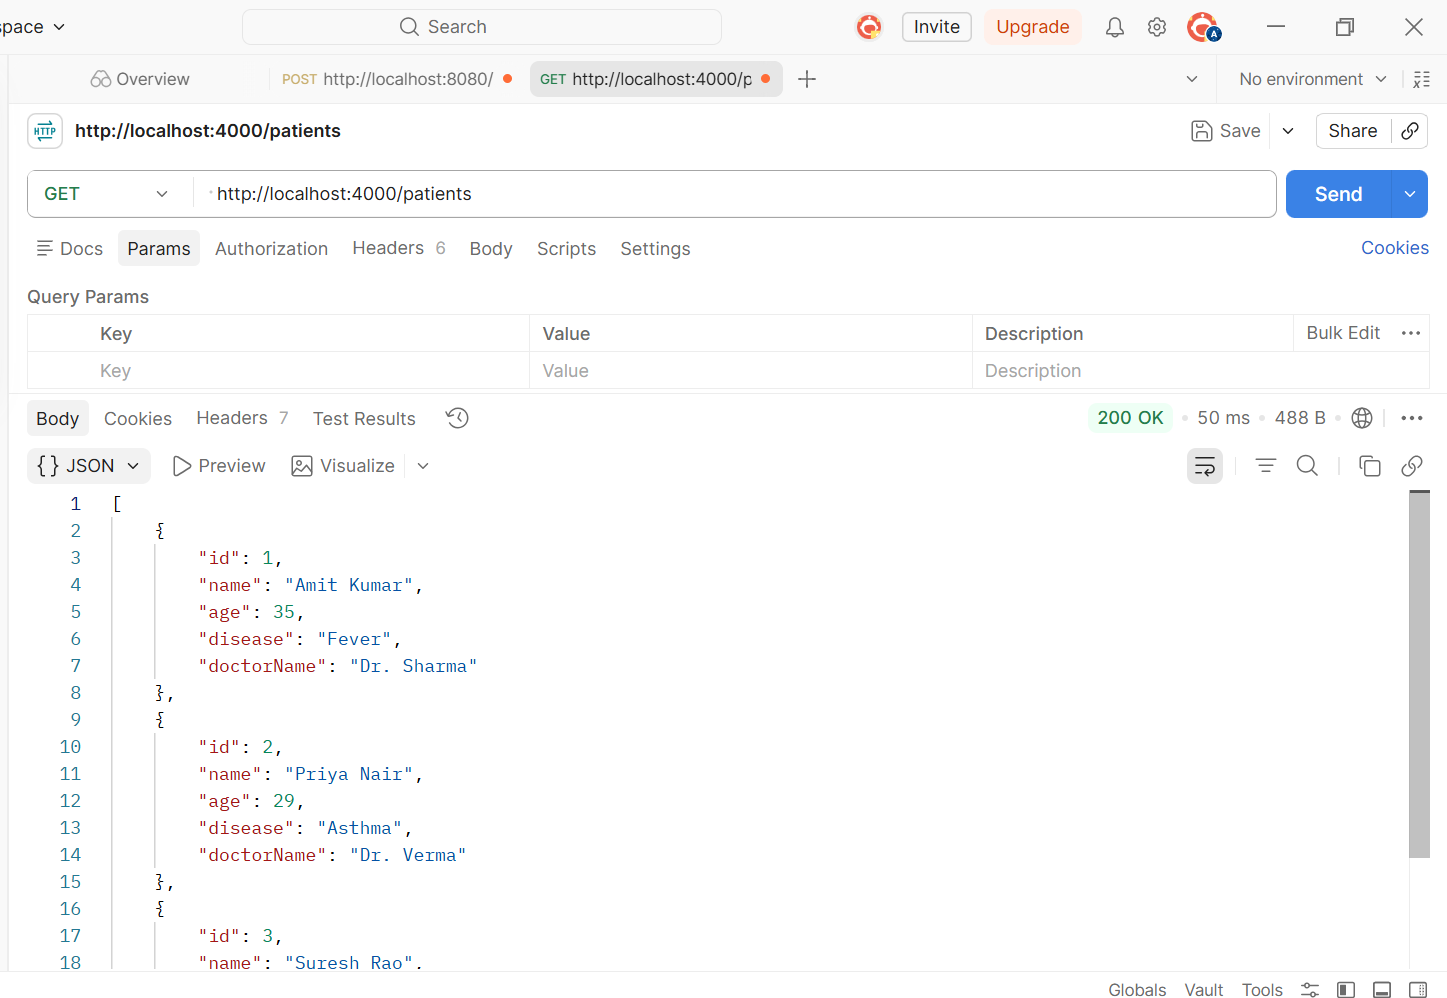 space
Search
Invite
Upgrade
A
Overview
POST http://localhost:8080/
GET http://localhost:4000/p
No environment
HTTP
http://localhost:4000/patients
Save
Share
GET
http://localhost:4000/patients
Send
Docs
Params
Authorization
Headers 6
Body
Scripts
Settings
Cookies
Query Params
Key Value Description Bulk Edit
Key Value Description
Body
Cookies
Headers 7
Test Results
200 OK
50 ms
488 B
{} JSON
Preview
Visualize
1 [
2 {
3 "id": 1,
4 "name": "Amit Kumar",
5 "age": 35,
6 "disease": "Fever",
7 "doctorName": "Dr. Sharma"
8 },
9 {
10 "id": 2,
11 "name": "Priya Nair",
12 "age": 29,
13 "disease": "Asthma",
14 "doctorName": "Dr. Verma"
15 },
16 {
17 "id": 3,
18 "name": "Suresh Rao",
Globals
Vault
Tools